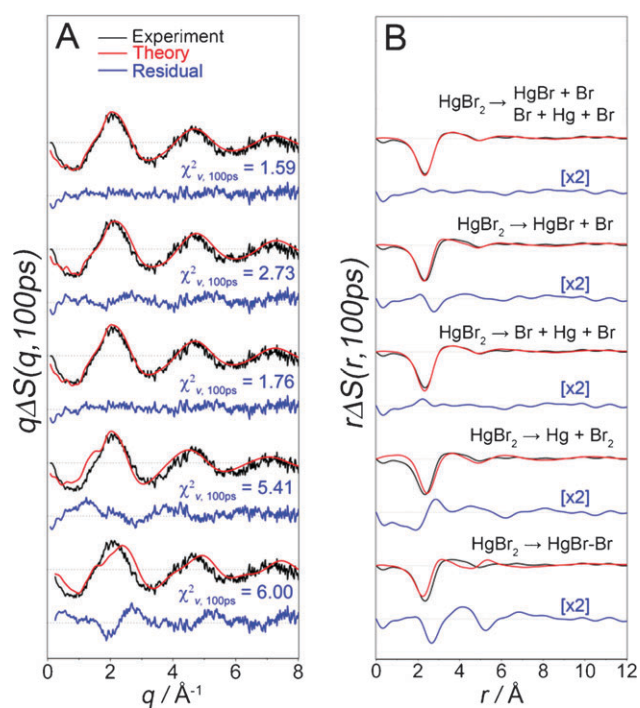 A
Experiment
Theory
Residual
χ²ᵥ, 100ps = 1.59
χ²ᵥ, 100ps = 2.73
χ²ᵥ, 100ps = 1.76
χ²ᵥ, 100ps = 5.41
χ²ᵥ, 100ps = 6.00
qΔS(q,100ps)
0 2 4 6 8
q / Å⁻¹
B
HgBr₂ → HgBr + Br
Br + Hg + Br
[x2]
HgBr₂ → HgBr + Br
[x2]
HgBr₂ → Br + Hg + Br
[x2]
HgBr₂ → Hg + Br₂
[x2]
HgBr₂ → HgBr-Br
[x2]
rΔS(r,100ps)
0 2 4 6 8 10 12
r / Å